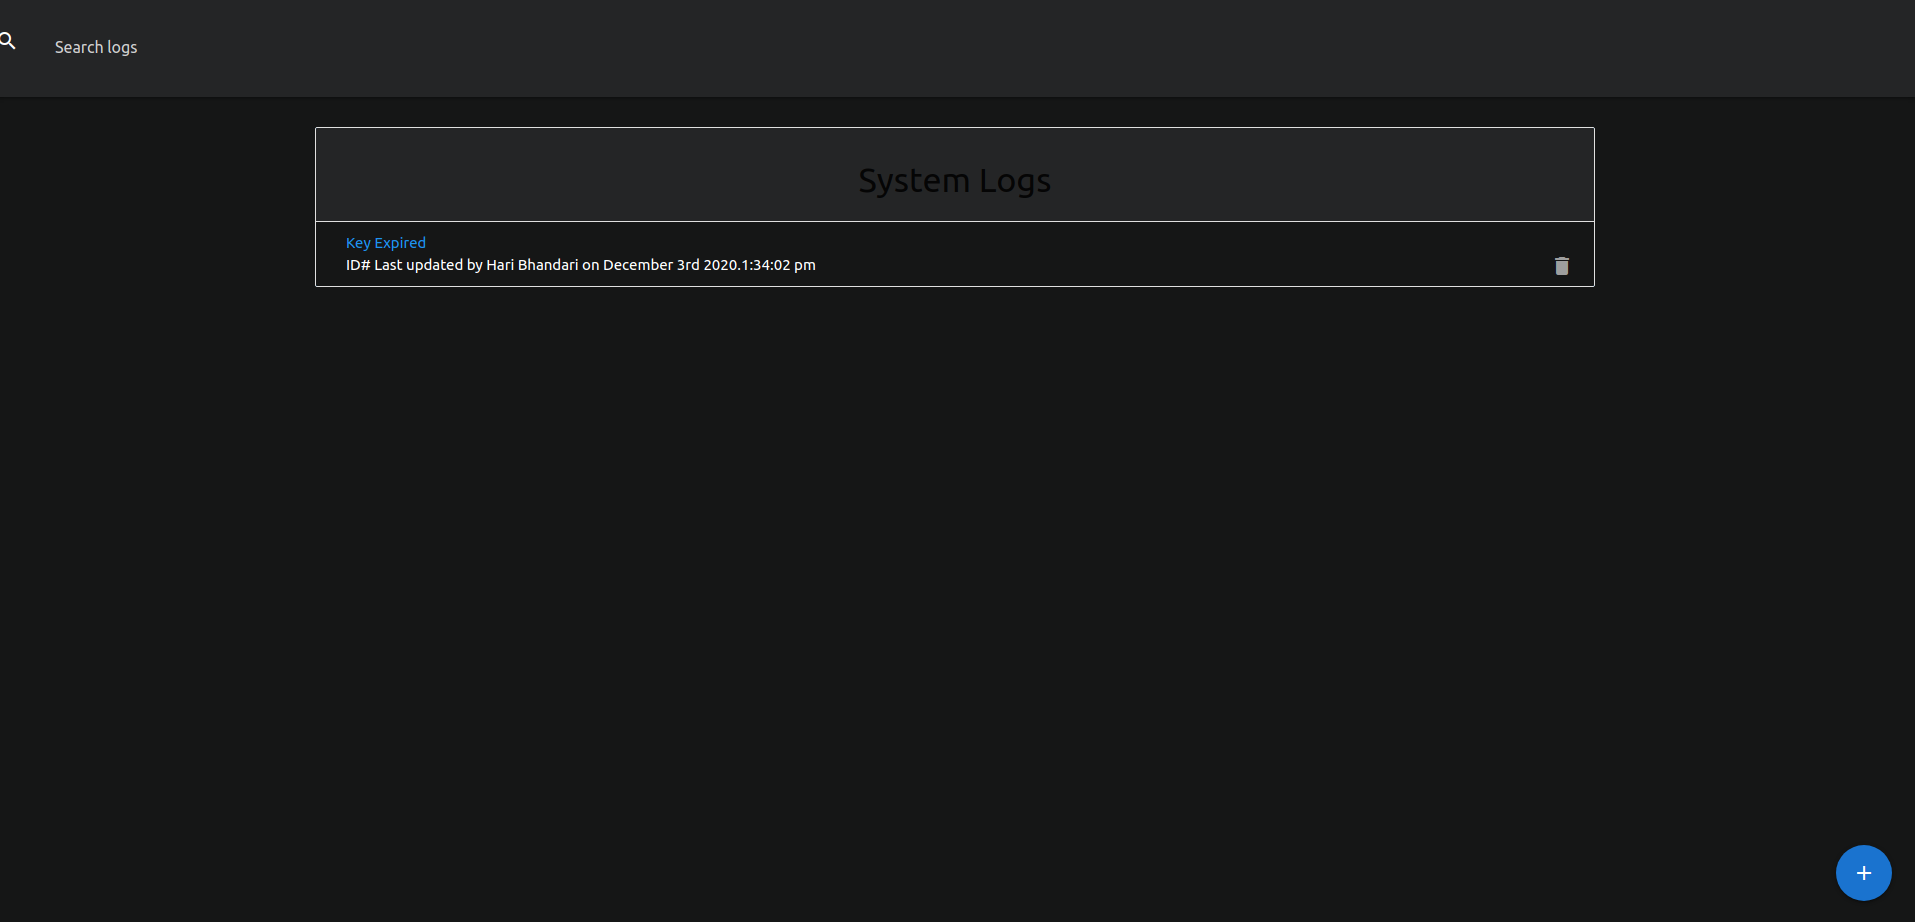 Search logs
System Logs
Key Expired
ID# Last updated by Hari Bhandari on December 3rd 2020.1:34:02 pm